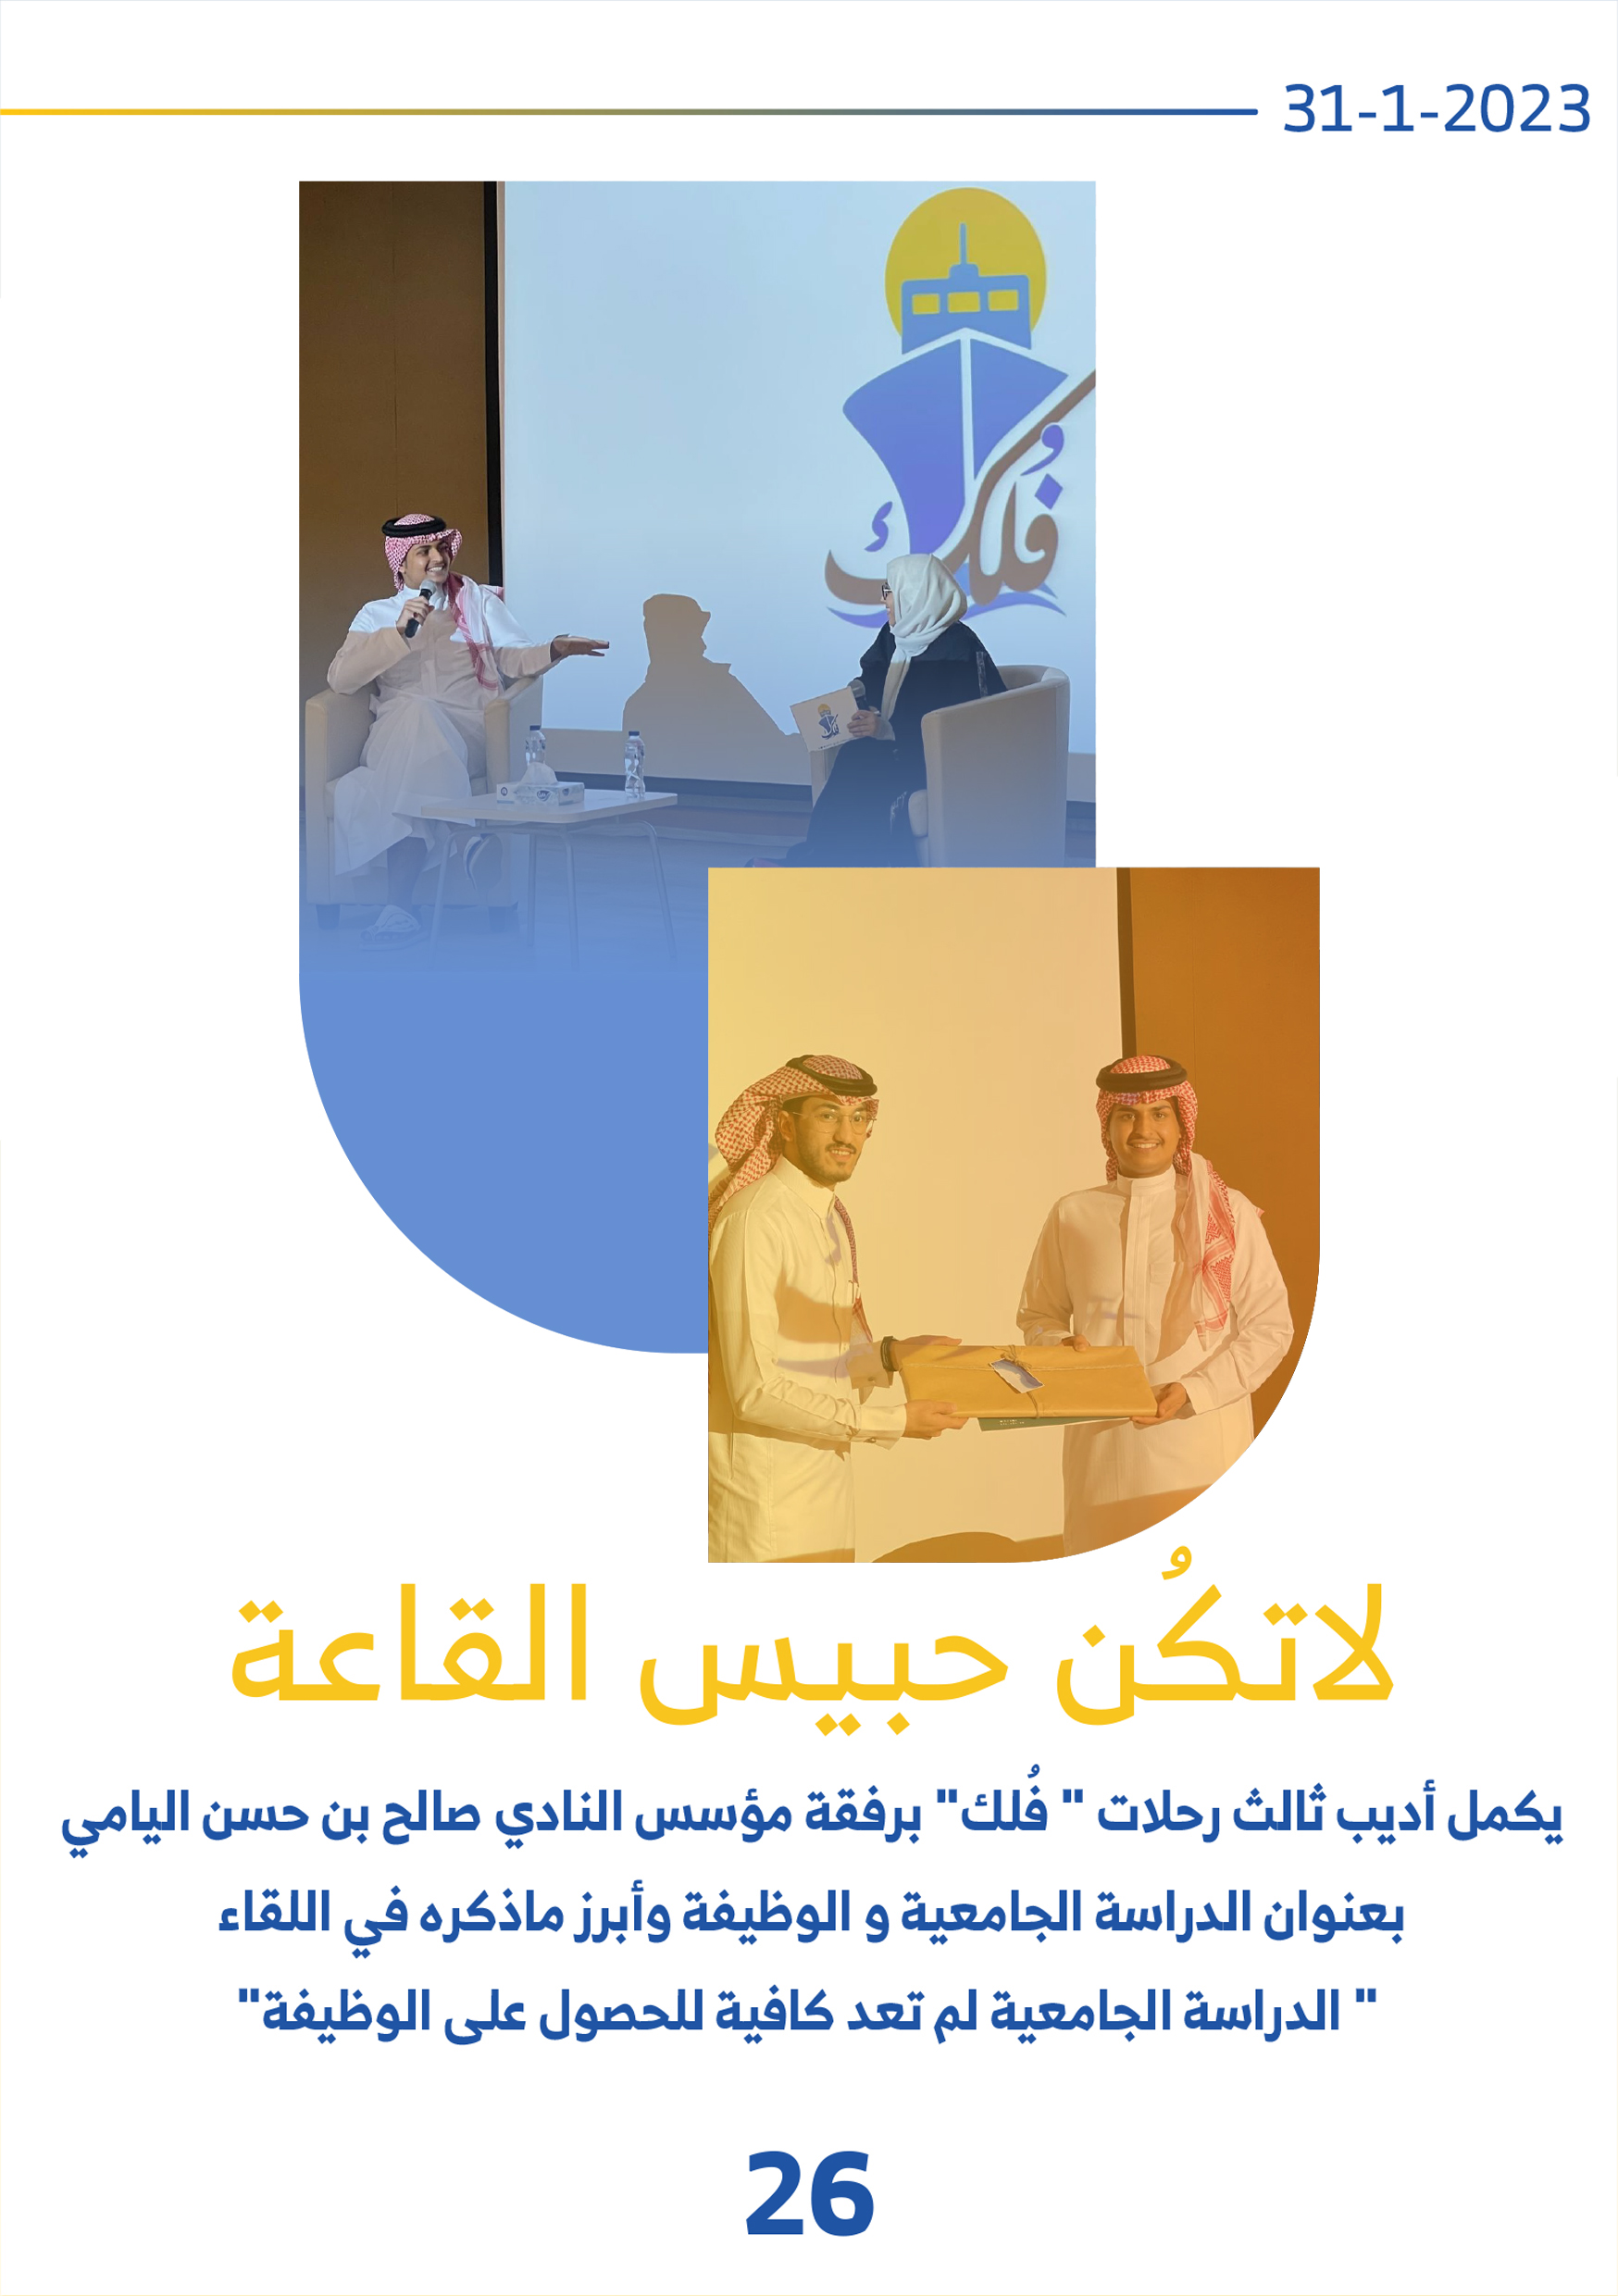 31-1-2023
فُلك
لاتكُن حبيس القاعة
يكمل أديب ثالث رحلات " فُلك" برفقة مؤسس النادي صالح بن حسن اليامي
بعنوان الدراسة الجامعية و الوظيفة وأبرز ماذكره في اللقاء
" الدراسة الجامعية لم تعد كافية للحصول على الوظيفة"
26